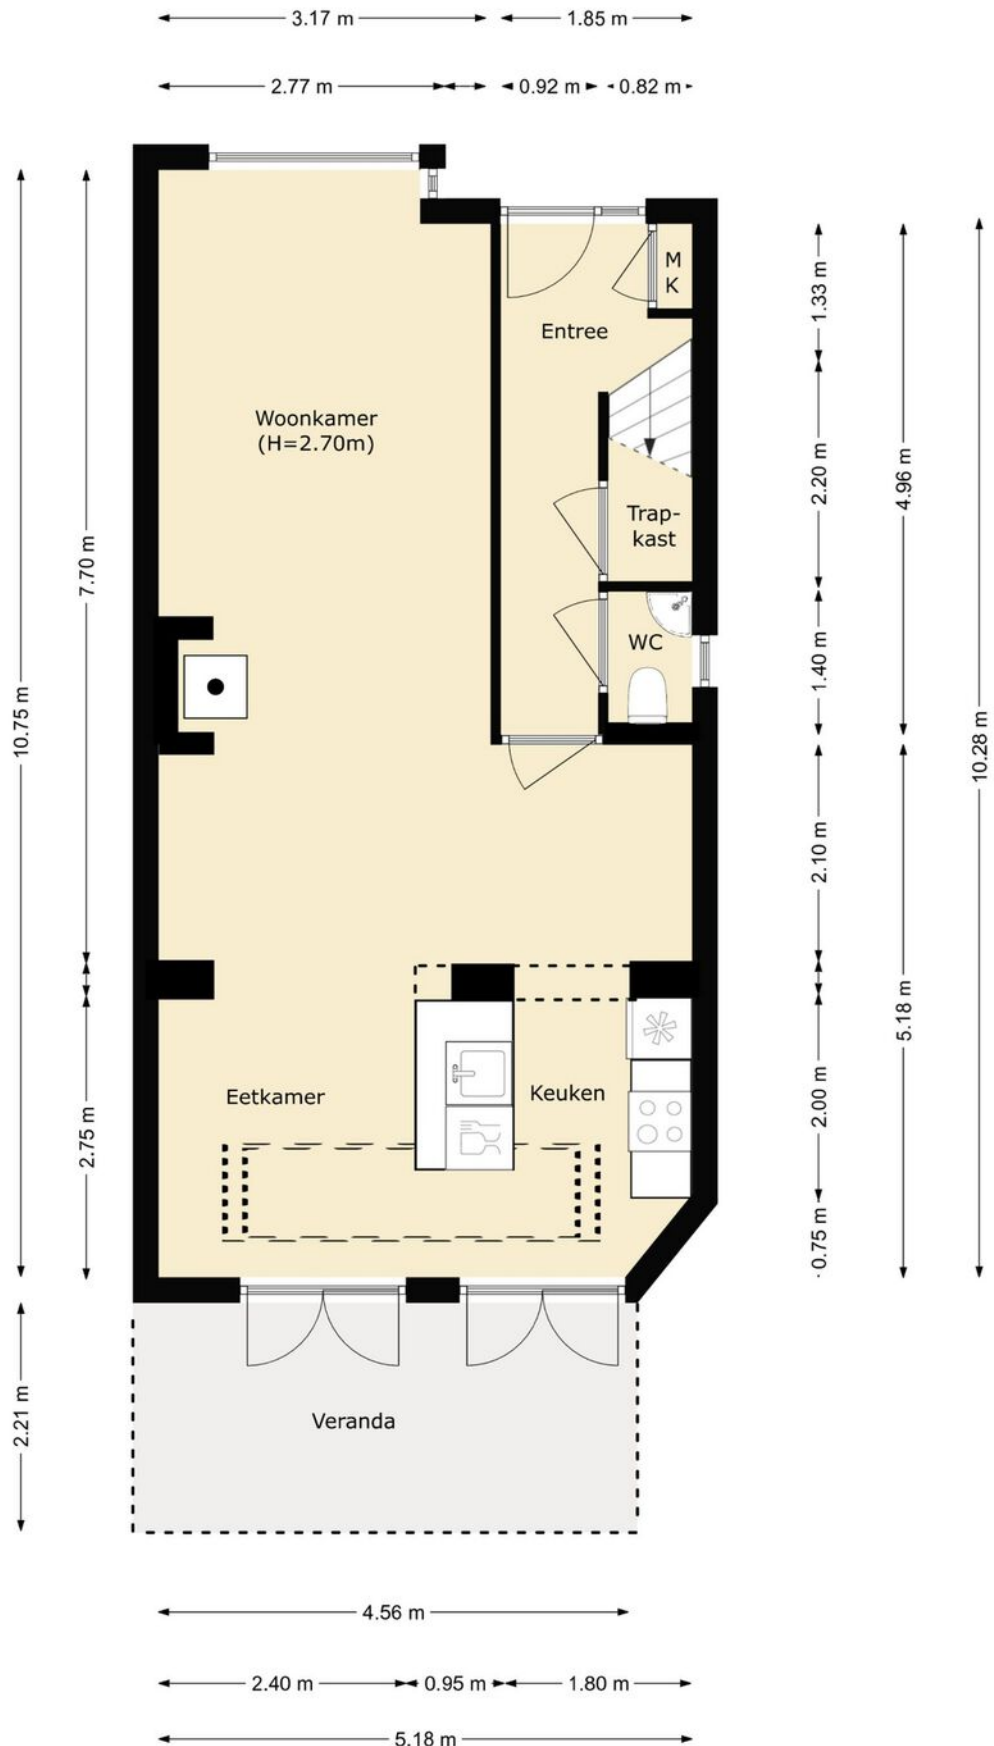 3.17 m
1.85 m
2.77 m
0.92 m
0.82 m
M
K
1.33 m
Entree
Woonkamer
(H=2.70m)
2.20 m
4.96 m
Trap-
kast
7.70 m
WC
1.40 m
10.75 m
10.28 m
2.10 m
5.18 m
Eetkamer
Keuken
2.00 m
2.75 m
0.75 m
2.21 m
Veranda
4.56 m
2.40 m
0.95 m
1.80 m
5.18 m